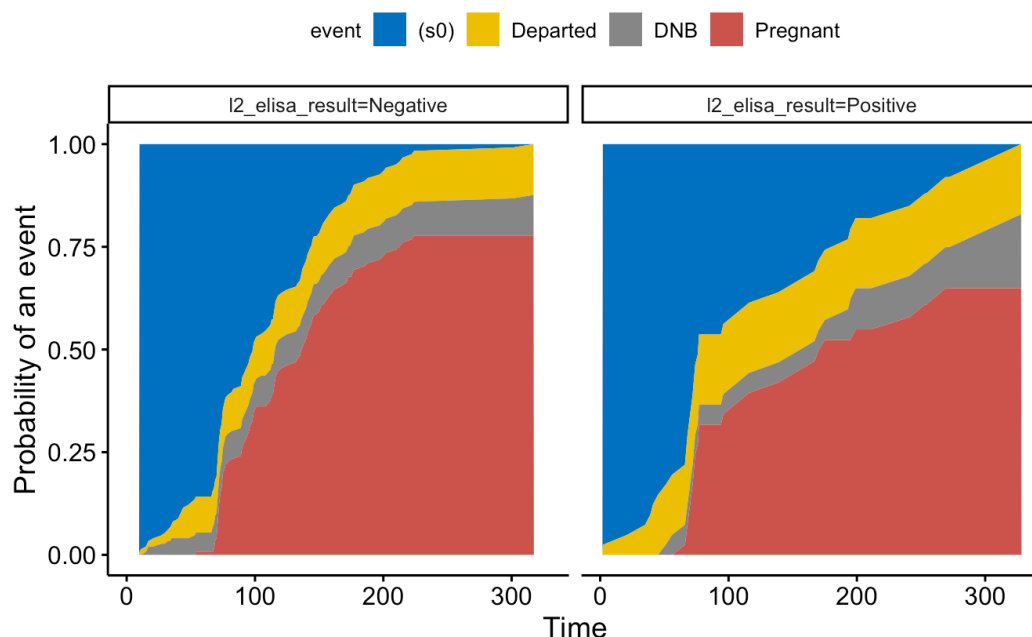 event (s0) Departed DNB Pregnant
l2_elisa_result=Negative l2_elisa_result=Positive
1.00
0.75
0.50
0.25
0.00
Probability of an event
0 100 200 300 0 100 200 300
Time